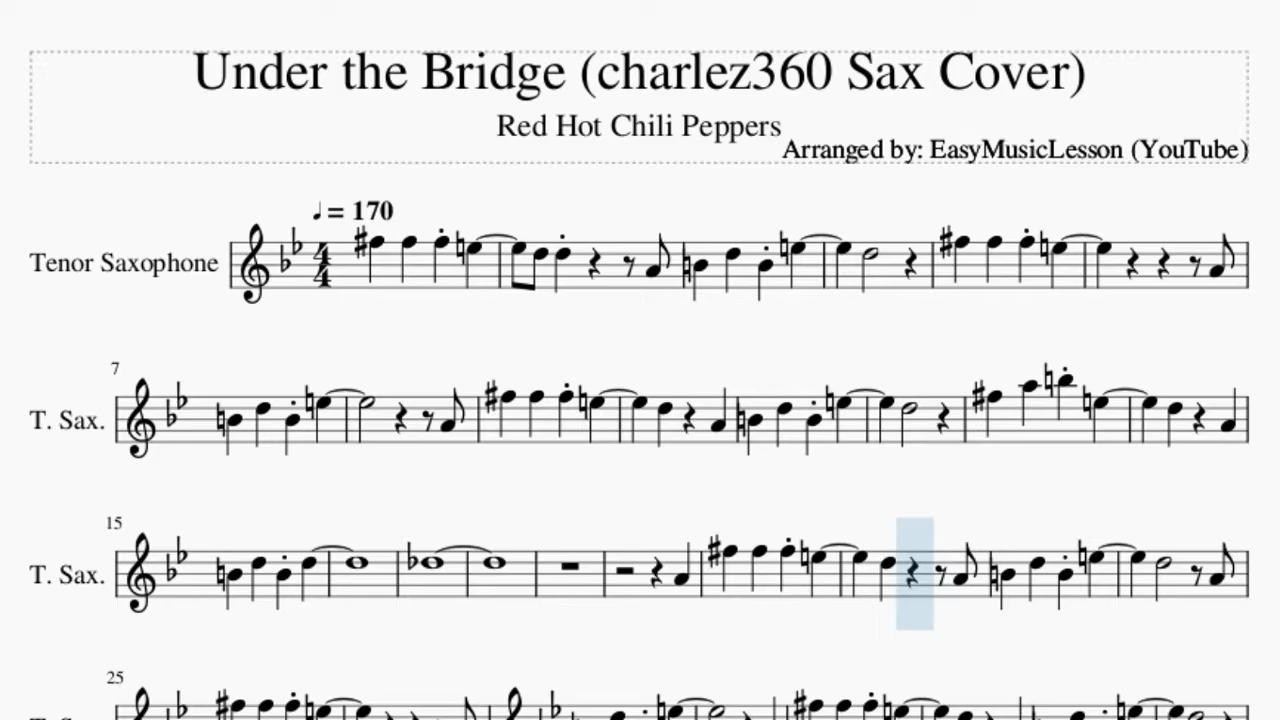 Under the Bridge (charlez360 Sax Cover)
Red Hot Chili Peppers
Arranged by: EasyMusicLesson (YouTube)
♩= 170
Tenor Saxophone
4
4
7
T. Sax.
15
T. Sax.
25